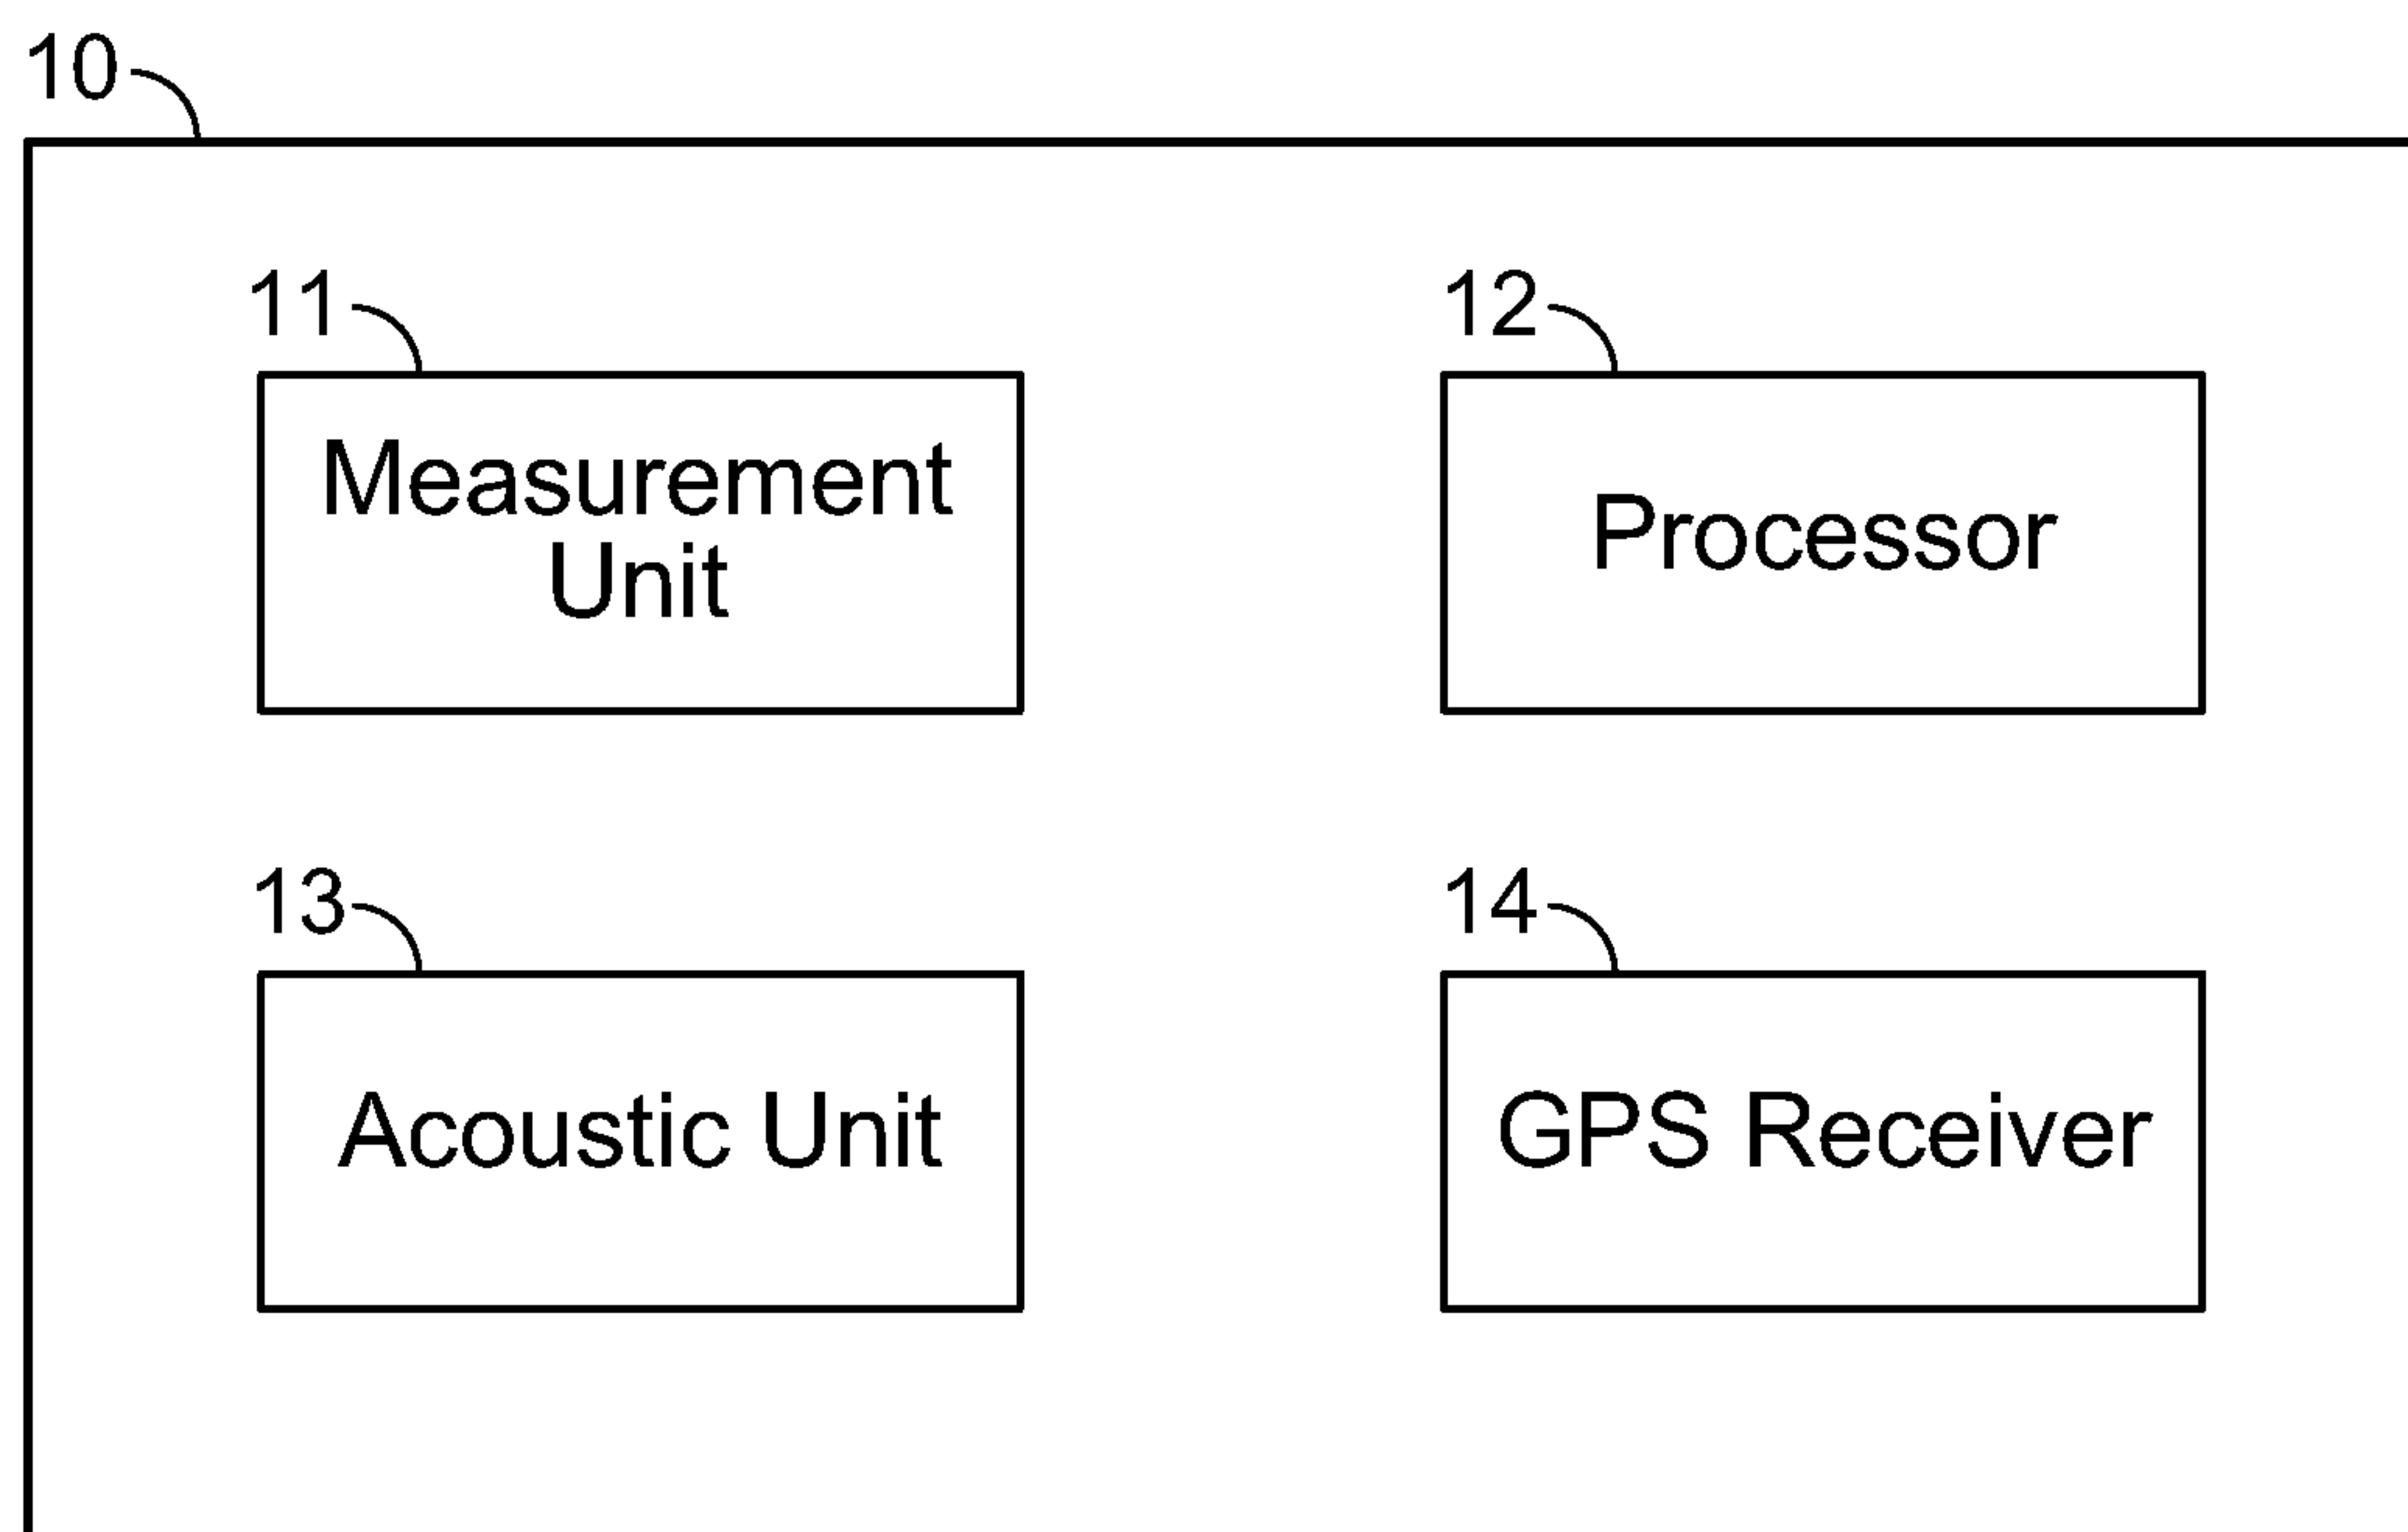 10
11
12
Measurement
Unit
Processor
13
14
Acoustic Unit
GPS Receiver